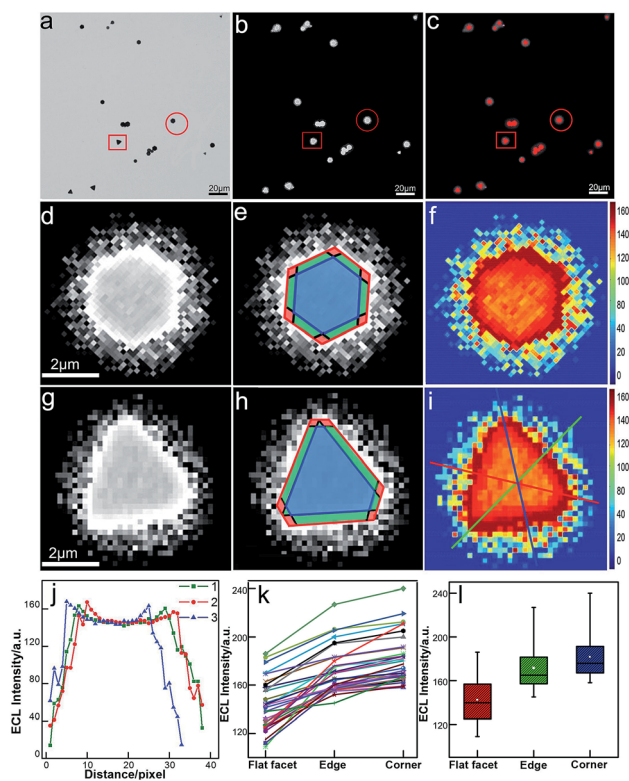 a
b
c
20μm
20μm
20μm
d
e
f
2μm
160
140
120
100
80
60
40
20
0
g
h
i
2μm
160
140
120
100
80
60
40
20
0
j
1
2
3
ECL Intensity/a.u.
160
120
80
40
0
0 10 20 30 40
Distance/pixel
k
ECL Intensity/a.u.
240
200
160
120
Flat facet Edge Corner
l
ECL Intensity/a.u.
240
220
200
180
160
140
120
Flat facet Edge Corner